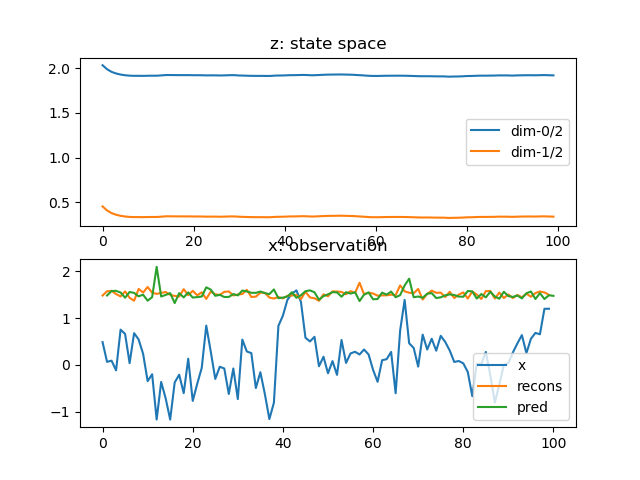 z: state space
2.0
1.5
1.0
0.5
dim-0/2
dim-1/2
0 20 40 60 80 100
x: observation
2
1
0
−1
x
recons
pred
0 20 40 60 80 100